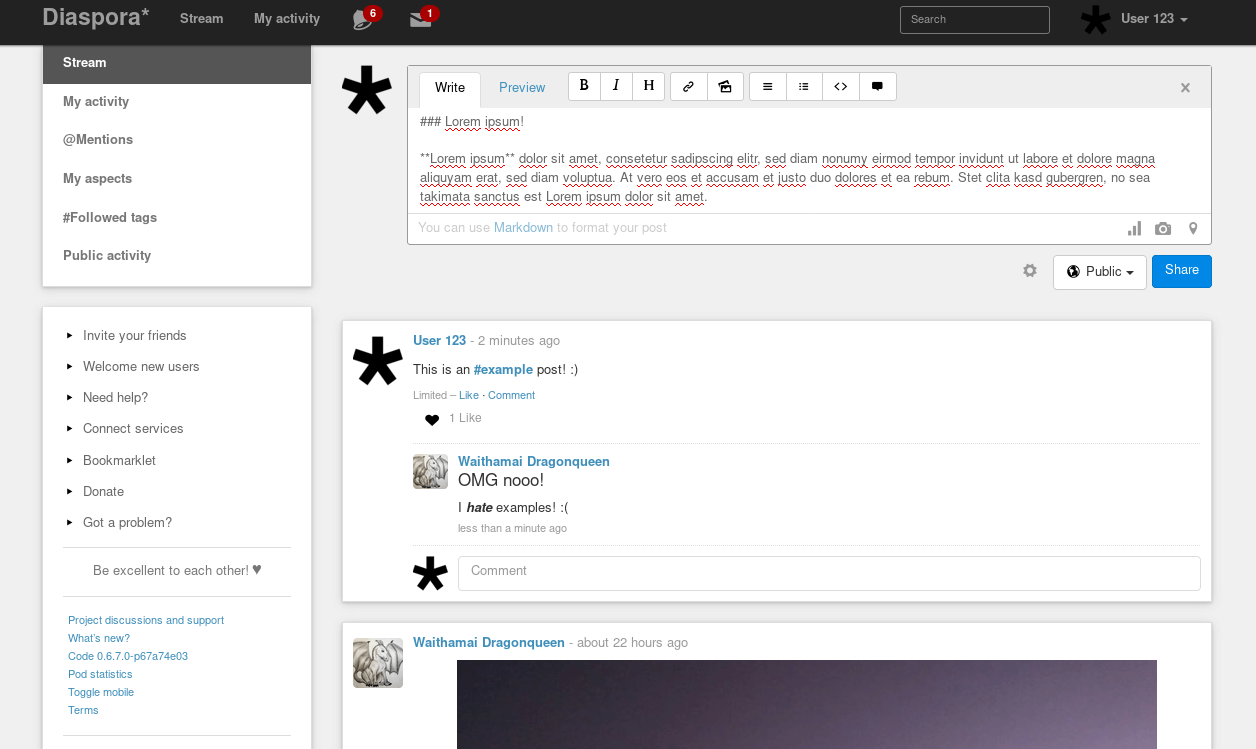 Diaspora* Stream My activity 6 1 Search User 123
Stream
My activity
@Mentions
My aspects
#Followed tags
Public activity
Invite your friends
Welcome new users
Need help?
Connect services
Bookmarklet
Donate
Got a problem?
Be excellent to each other! ♥
Project discussions and support
What's new?
Code 0.6.7.0-p67a74e03
Pod statistics
Toggle mobile
Terms
Write Preview B I H
### Lorem ipsum!
**Lorem ipsum** dolor sit amet, consetetur sadipscing elitr, sed diam nonumy eirmod tempor invidunt ut labore et dolore magna
aliquyam erat, sed diam voluptua. At vero eos et accusam et justo duo dolores et ea rebum. Stet clita kasd gubergren, no sea
takimata sanctus est Lorem ipsum dolor sit amet.
You can use Markdown to format your post
Public Share
User 123 - 2 minutes ago
This is an #example post! :)
Limited – Like · Comment
1 Like
Waithamai Dragonqueen
OMG nooo!
I hate examples! :(
less than a minute ago
Comment
Waithamai Dragonqueen - about 22 hours ago